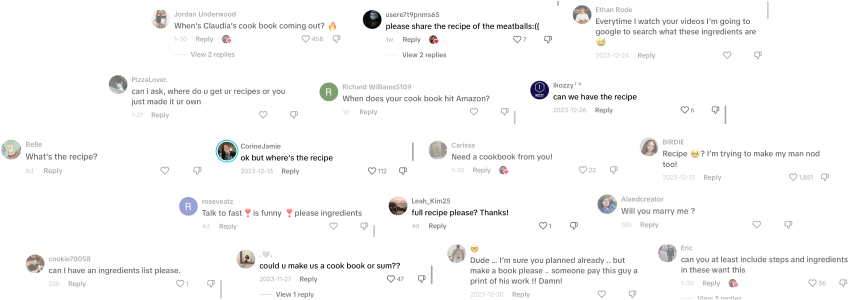 Jordan Underwood
When's Claudia's cook book coming out? 🔥
1-30 Reply 458
View 2 replies
usere7t9pnms65
please share the recipe of the meatballs:((
1w Reply 7
View 2 replies
Ethan Rode
Everytime I watch your videos I'm going to
google to search what these ingredients are
😂
2023-12-24 Reply
PizzaLover.
can i ask, where do u get ur recipes or you
just made it ur own
1-21 Reply
Richard Williams5109
When does your cook book hit Amazon?
1d Reply
lkozzy⁷ⁿ
can we have the recipe
2023-12-26 Reply 6
Belle
What's the recipe?
6d Reply
CorineJamie
ok but where's the recipe
2023-12-13 Reply 112
Carissa
Need a cookbook from you!
1-30 Reply 22
BIRDIE
Recipe 🤓? I'm trying to make my man nod
too!
2023-12-12 Reply 1,851
roseveatz
Talk to fast❣️is funny ❣️please ingredients
4d Reply
Leah_Kim25
full recipe please? Thanks!
4d Reply 1
Alandcreator
Will you marry me ?
16h Reply
cookie70058
can I have an ingredients list please.
22h Reply 1
.🤍.
could u make us a cook book or sum??
2023-11-27 Reply 47
View 1 reply
🤓
Dude ... I'm sure you planned already .. but
make a book please .. someone pay this guy a
print of his work !! Damn!
2023-12-20 Reply
Eric
can you at least include steps and ingredients
in these want this
1-30 Reply 36
View 3 replies